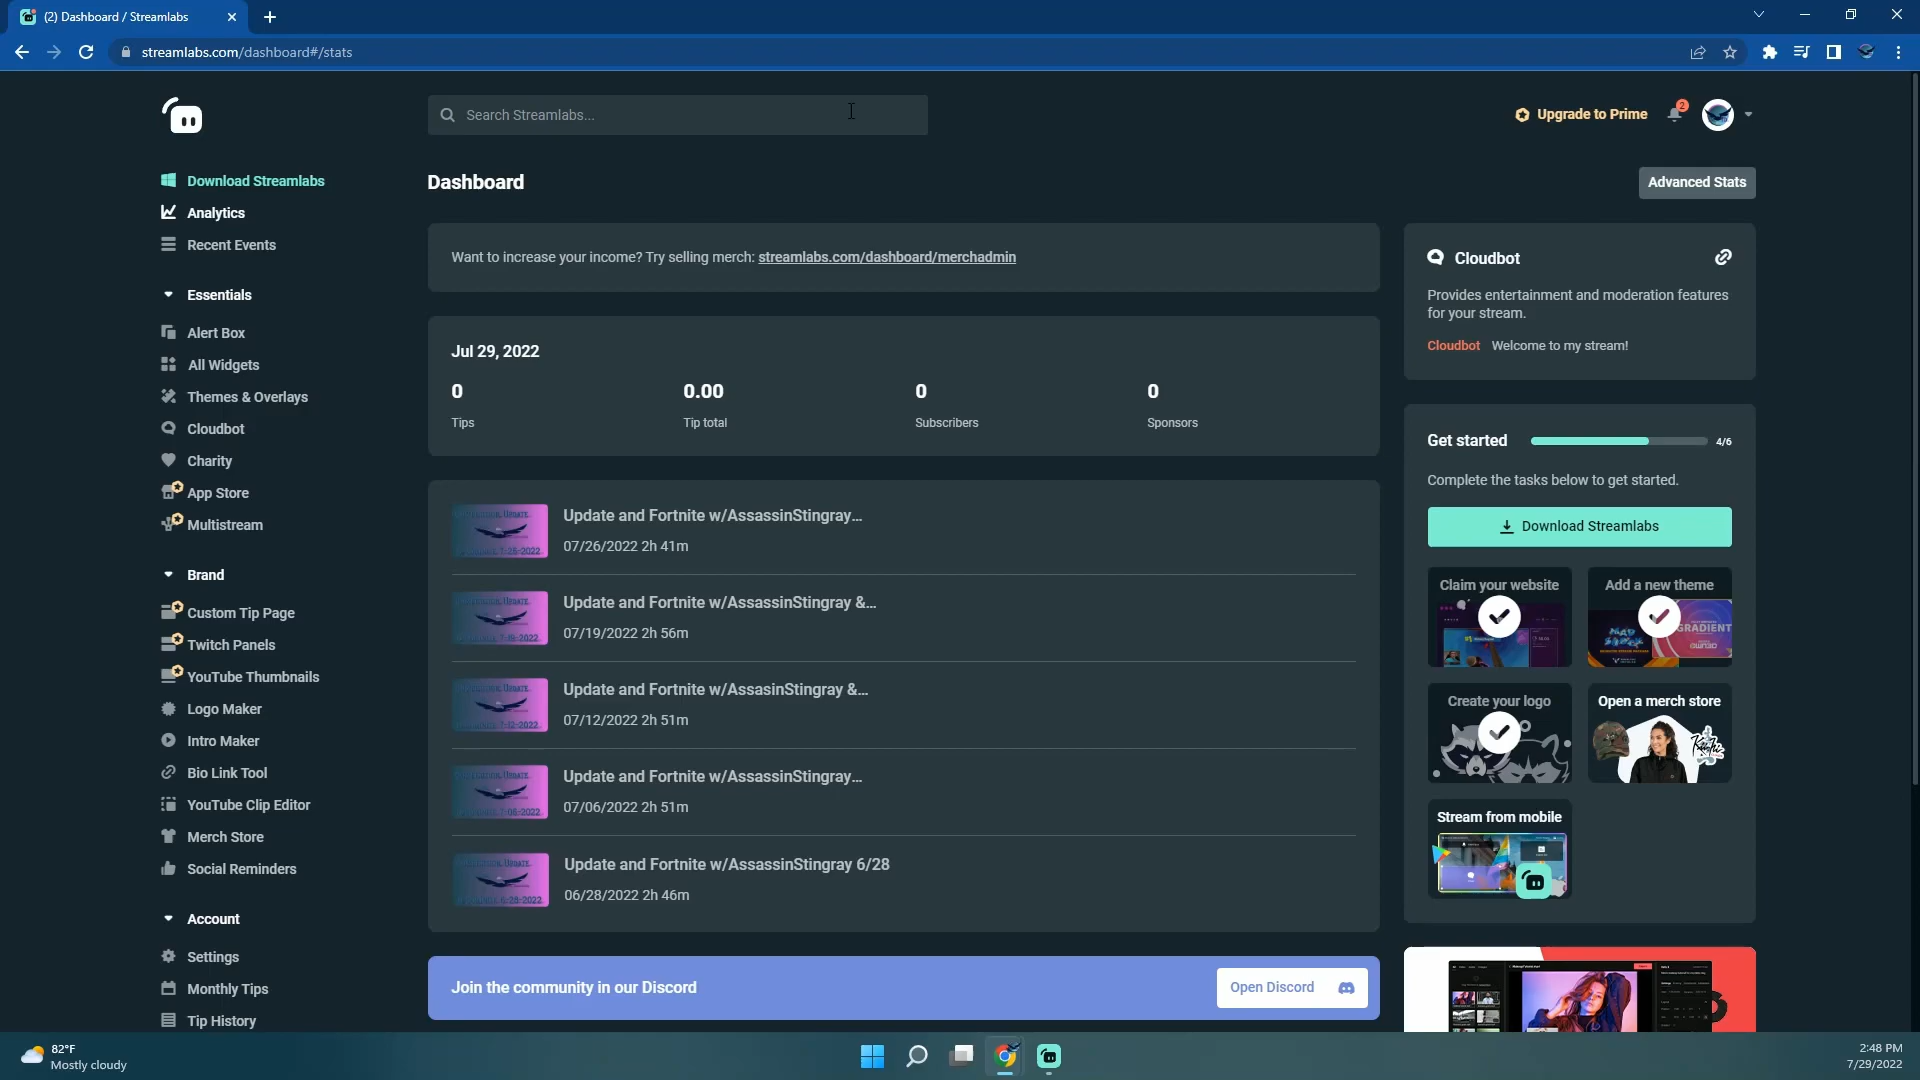 (2) Dashboard / Streamlabs
streamlabs.com/dashboard#/stats
Search Streamlabs...
Upgrade to Prime
2
Download Streamlabs
Analytics
Recent Events
Essentials
Alert Box
All Widgets
Themes & Overlays
Cloudbot
Charity
App Store
Multistream
Brand
Custom Tip Page
Twitch Panels
YouTube Thumbnails
Logo Maker
Intro Maker
Bio Link Tool
YouTube Clip Editor
Merch Store
Social Reminders
Account
Settings
Monthly Tips
Tip History
Dashboard
Advanced Stats
Want to increase your income? Try selling merch: streamlabs.com/dashboard/merchadmin
Jul 29, 2022
0 0.00 0 0
Tips Tip total Subscribers Sponsors
Update and Fortnite w/AssassinStingray...
07/26/2022 2h 41m
Update and Fortnite w/AssassinStingray &...
07/19/2022 2h 56m
Update and Fortnite w/AssasinStingray &...
07/12/2022 2h 51m
Update and Fortnite w/AssassinStingray...
07/06/2022 2h 51m
Update and Fortnite w/AssassinStingray 6/28
06/28/2022 2h 46m
Join the community in our Discord
Open Discord
Cloudbot
Provides entertainment and moderation features
for your stream.
Cloudbot Welcome to my stream!
Get started 4/6
Complete the tasks below to get started.
Download Streamlabs
Claim your website
Add a new theme
GRADIENT
Create your logo
Open a merch store
Stream from mobile
82°F
Mostly cloudy
2:48 PM
7/29/2022